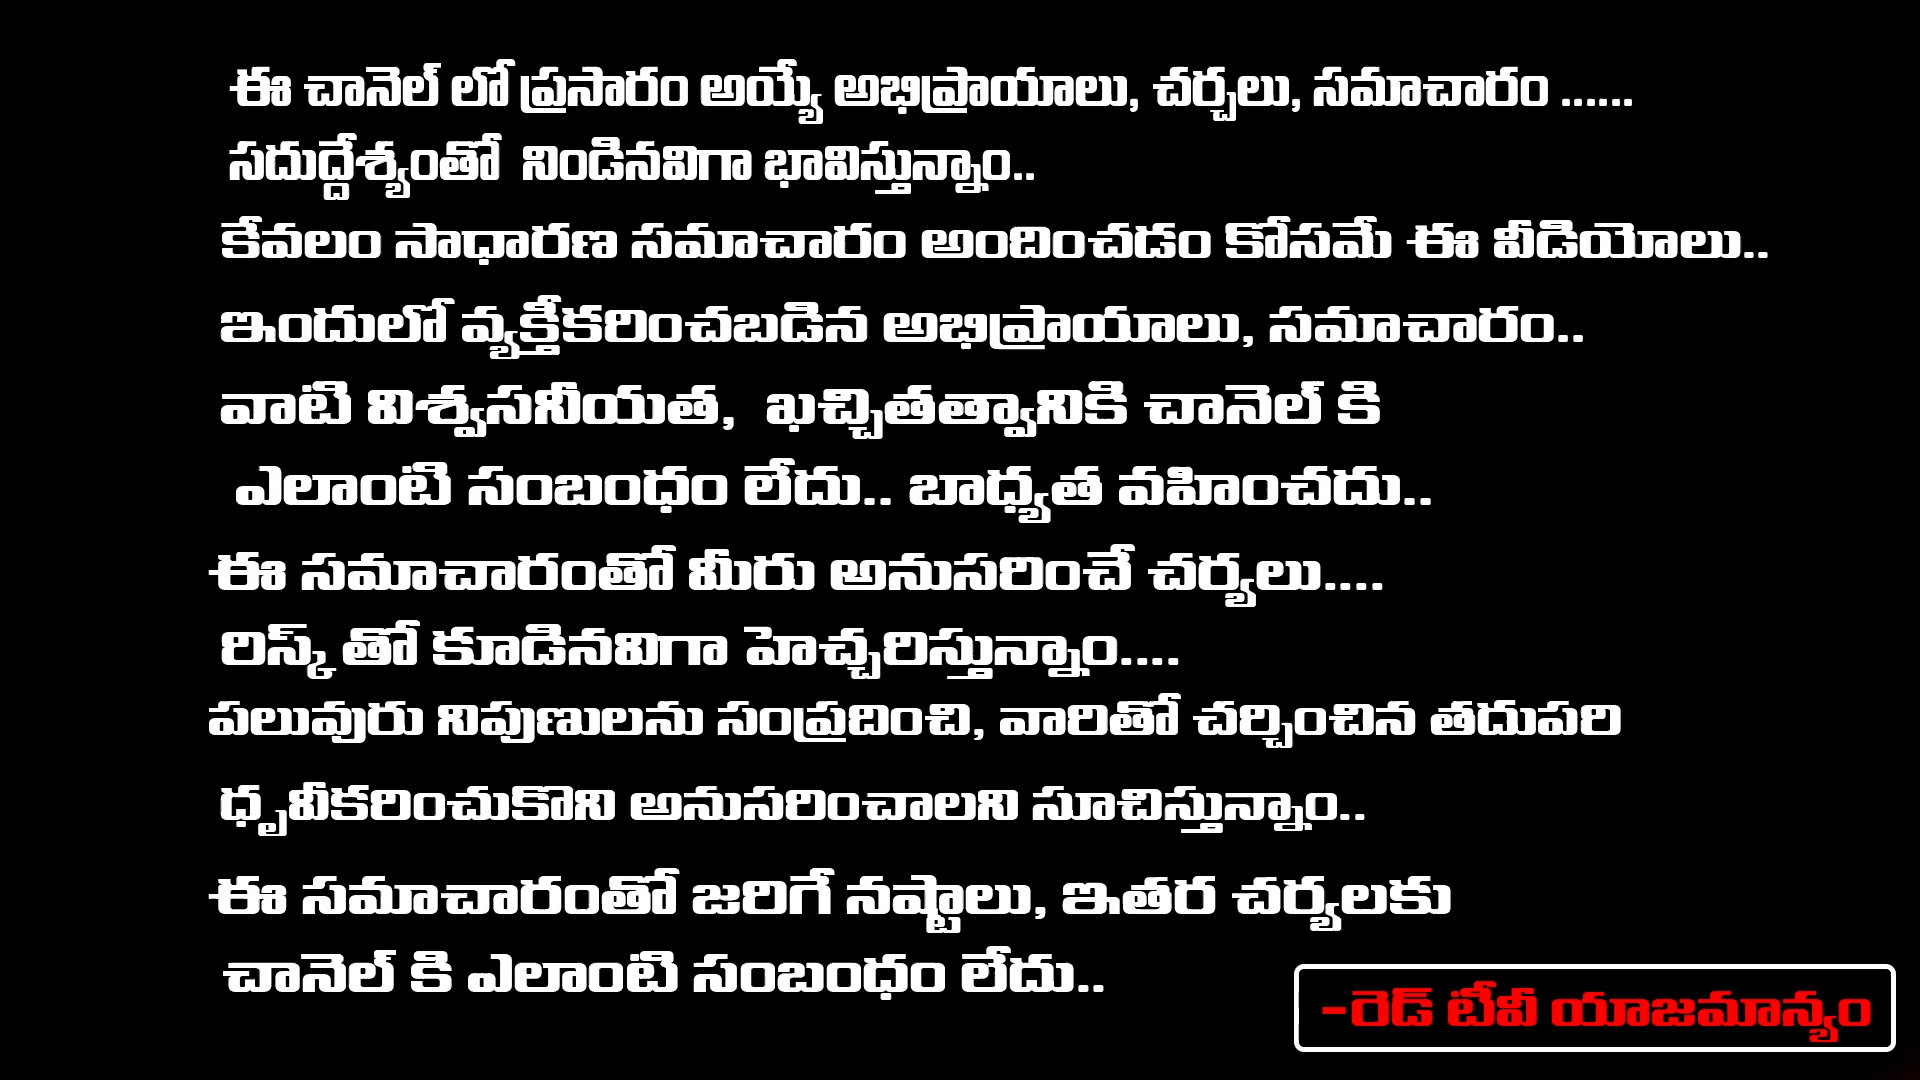 ఈ చానెల్ లో ప్రసారం అయ్యే అభిప్రాయాలు, చర్చలు, సమాచారం ......
సదుద్దేశ్యంతో నిండినవిగా భావిస్తున్నాం..
కేవలం సాధారణ సమాచారం అందించడం కోసమే ఈ వీడియోలు..
ఇందులో వ్యక్తీకరించబడిన అభిప్రాయాలు, సమాచారం..
వాటి విశ్వసనీయత, ఖచ్చితత్వానికి చానెల్ కి
ఎలాంటి సంబంధం లేదు.. బాధ్యత వహించదు..
ఈ సమాచారంతో మీరు అనుసరించే చర్యలు....
రిస్క్ తో కూడినవిగా హెచ్చరిస్తున్నాం....
పలువురు నిపుణులను సంప్రదించి, వారితో చర్చించిన తదుపరి
ధృవీకరించుకొని అనుసరించాలని సూచిస్తున్నాం..
ఈ సమాచారంతో జరిగే నష్టాలు, ఇతర చర్యలకు
చానెల్ కి ఎలాంటి సంబంధం లేదు..
-రెడ్ టీవీ యాజమాన్యం